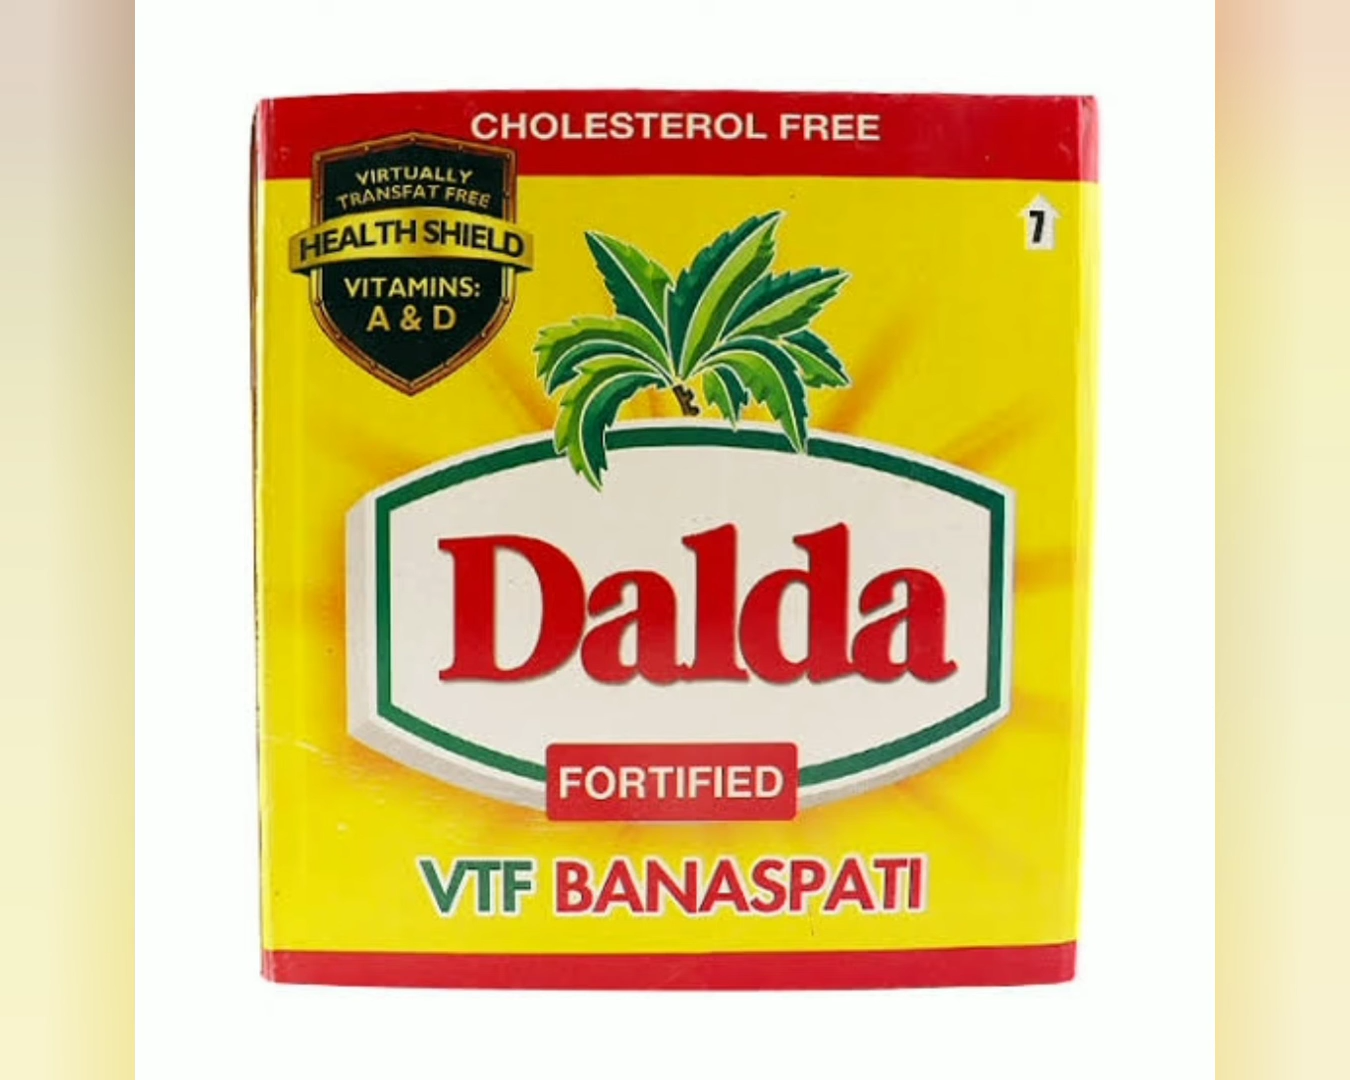 CHOLESTEROL FREE
VIRTUALLY
TRANSFAT FREE
HEALTH SHIELD
VITAMINS:
A & D
7
Dalda
FORTIFIED
VTF BANASPATI